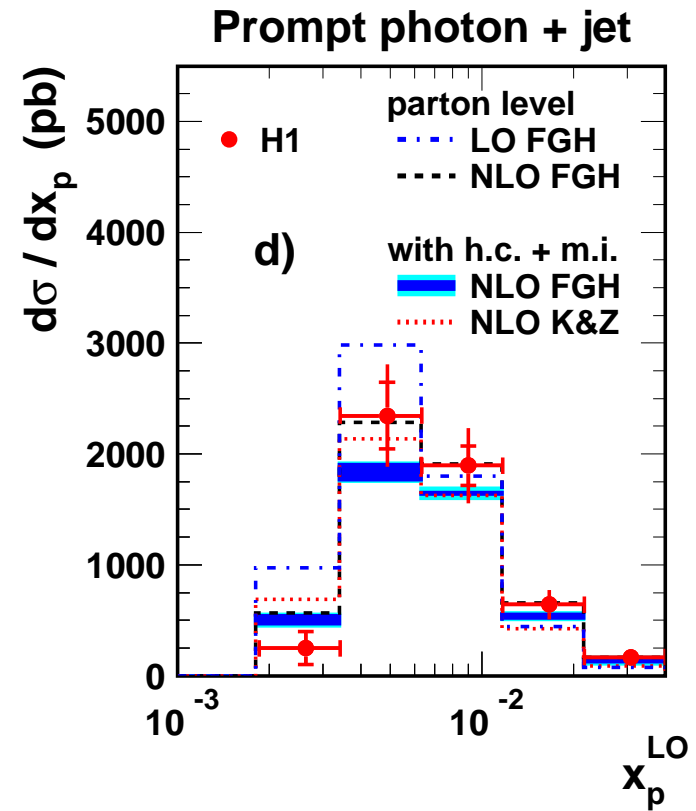 Prompt photon + jet
dσ / dx_p (pb)
5000
4000
3000
2000
1000
0
H1
parton level
LO FGH
NLO FGH
d)
with h.c. + m.i.
NLO FGH
NLO K&Z
10^-3
10^-2
x_p^LO